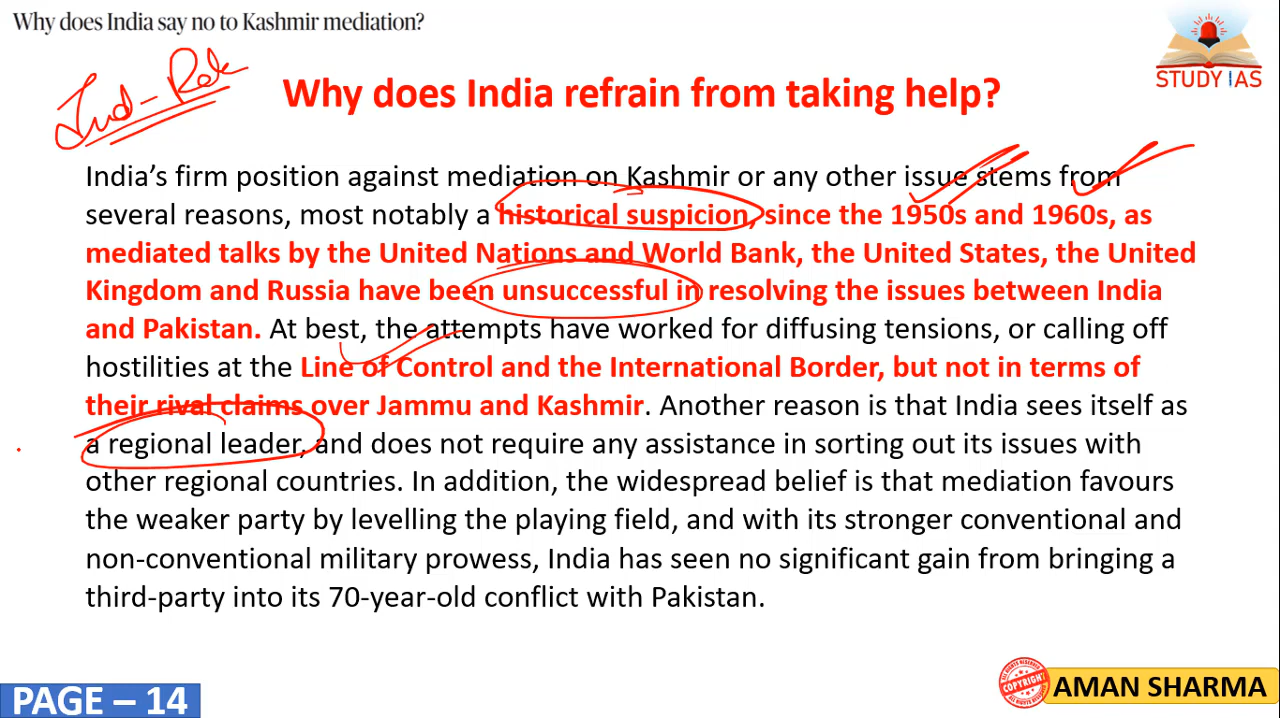 Why does India say no to Kashmir mediation?
STUDY IAS
Ind - Pak
Why does India refrain from taking help?
India's firm position against mediation on Kashmir or any other issue stems from
several reasons, most notably a historical suspicion, since the 1950s and 1960s, as
mediated talks by the United Nations and World Bank, the United States, the United
Kingdom and Russia have been unsuccessful in resolving the issues between India
and Pakistan. At best, the attempts have worked for diffusing tensions, or calling off
hostilities at the Line of Control and the International Border, but not in terms of
their rival claims over Jammu and Kashmir. Another reason is that India sees itself as
a regional leader, and does not require any assistance in sorting out its issues with
other regional countries. In addition, the widespread belief is that mediation favours
the weaker party by levelling the playing field, and with its stronger conventional and
non-conventional military prowess, India has seen no significant gain from bringing a
third-party into its 70-year-old conflict with Pakistan.
PAGE – 14
COPYRIGHT
AMAN SHARMA